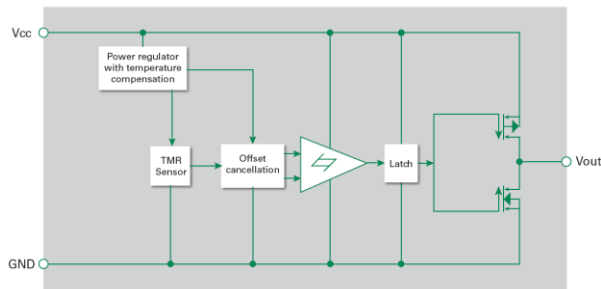 Vcc
Power regulator
with temperature
compensation
TMR
Sensor
Offset
cancellation
Latch
Vout
GND